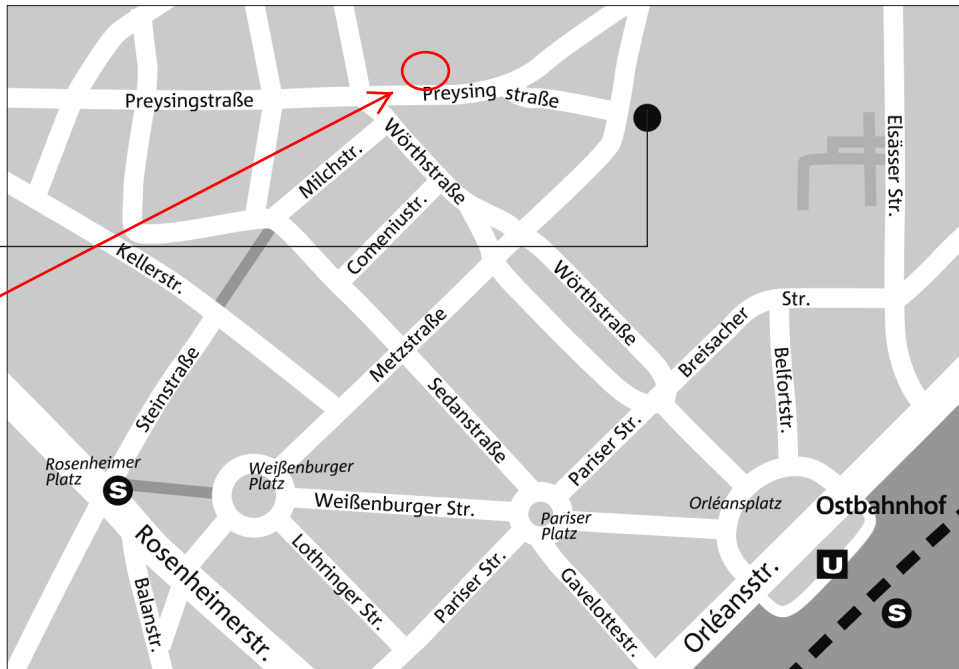 Preysingstraße
Preysing straße
Elsässer Str.
Wörthstraße
Milchstr.
Comeniustr.
Kellerstr.
Wörthstraße
Str.
Breisacher
Metzstraße
Belfortstr.
Steinstraße
Sedanstraße
Pariser Str.
Rosenheimer
Platz
S
Weißenburger
Platz
Weißenburger Str.
Orléansplatz
Ostbahnhof
Pariser
Platz
Rosenheimerstr.
Lothringer Str.
Pariser Str.
Balanstr.
Gavelottestr.
Orléansstr.
U
S